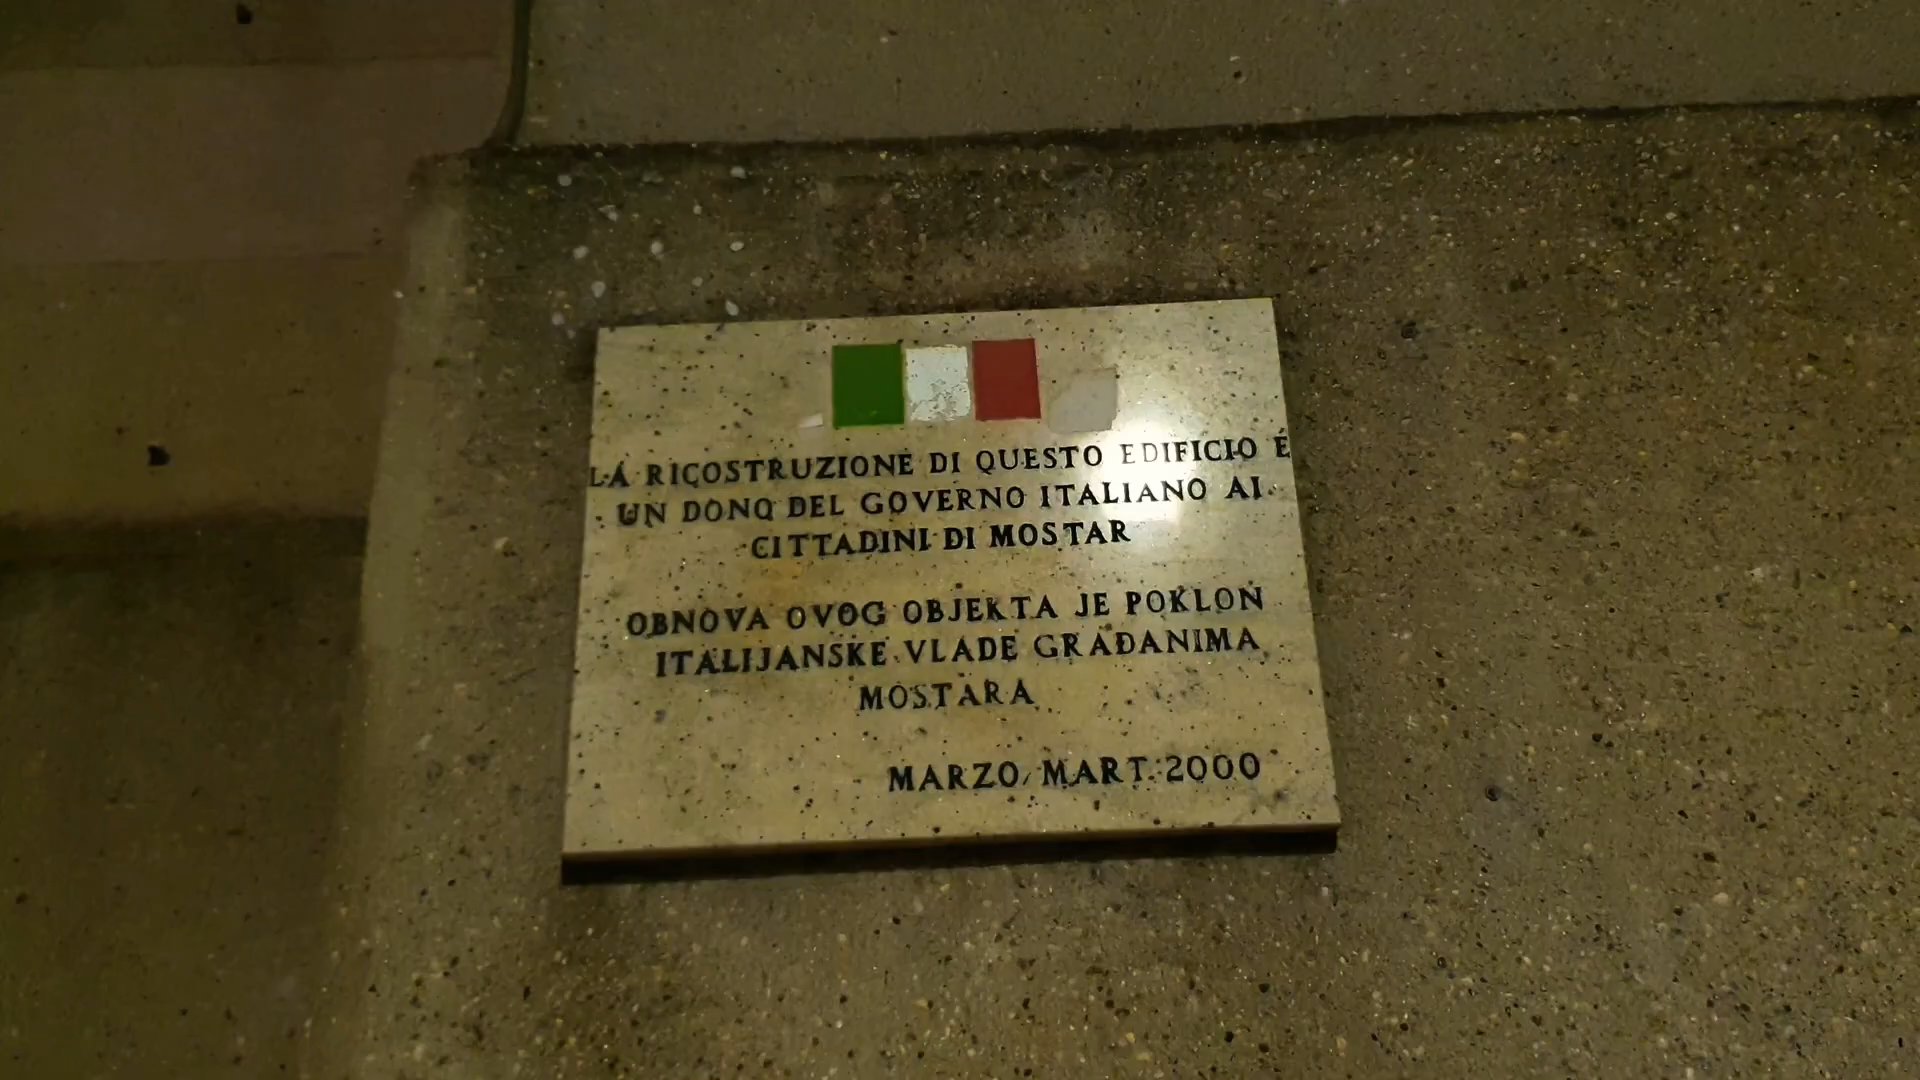 LA RICOSTRUZIONE DI QUESTO EDIFICIO É
UN DONO DEL GOVERNO ITALIANO AI
CITTADINI DI MOSTAR
OBNOVA OVOG OBJEKTA JE POKLON
ITALIJANSKE VLADE GRAĐANIMA
MOSTARA
MARZO/MART. 2000